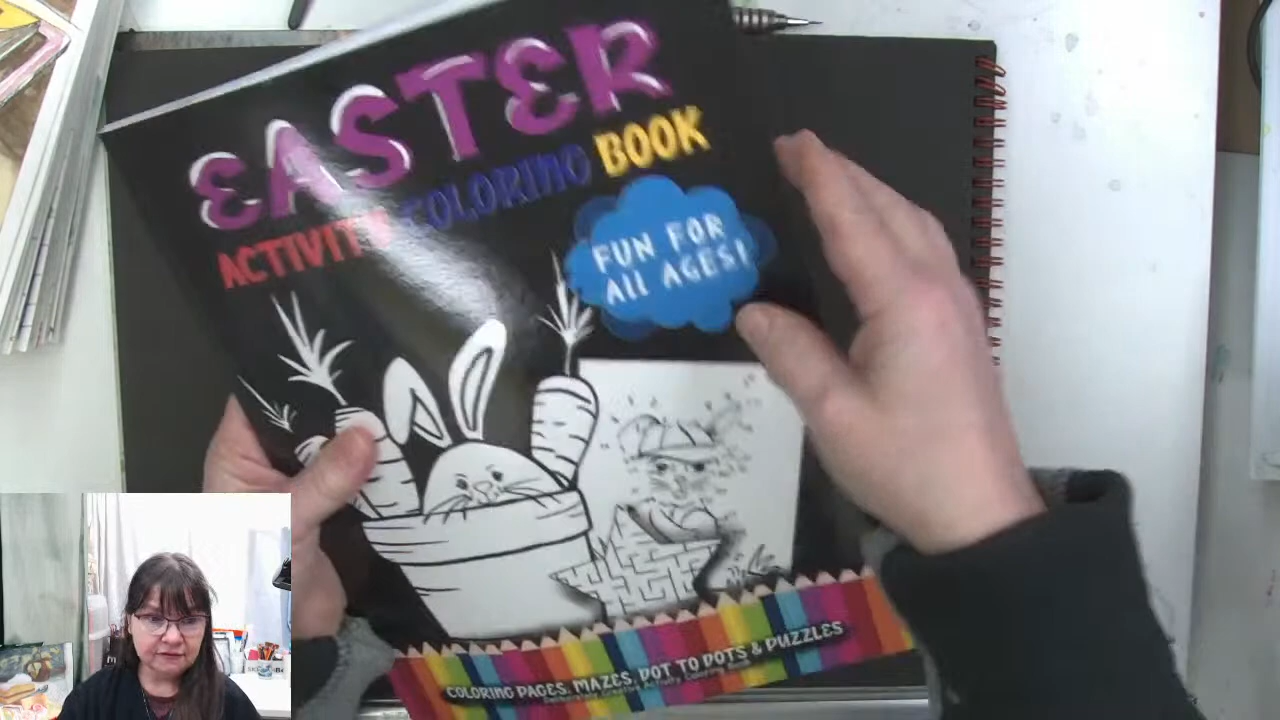 EASTER
ACTIVITY COLORING BOOK
FUN FOR
All AGES!
COLORING PAGES, MAZES, DOT TO DOTS & PUZZLES